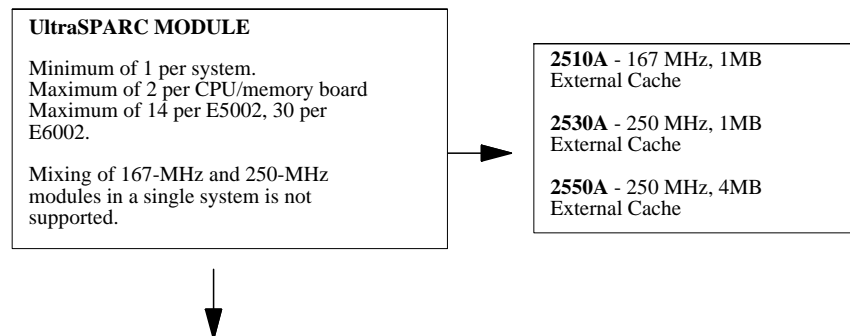 UltraSPARC MODULE
Minimum of 1 per system.
Maximum of 2 per CPU/memory board
Maximum of 14 per E5002, 30 per
E6002.
Mixing of 167-MHz and 250-MHz
modules in a single system is not
supported.
2510A - 167 MHz, 1MB
External Cache
2530A - 250 MHz, 1MB
External Cache
2550A - 250 MHz, 4MB
External Cache